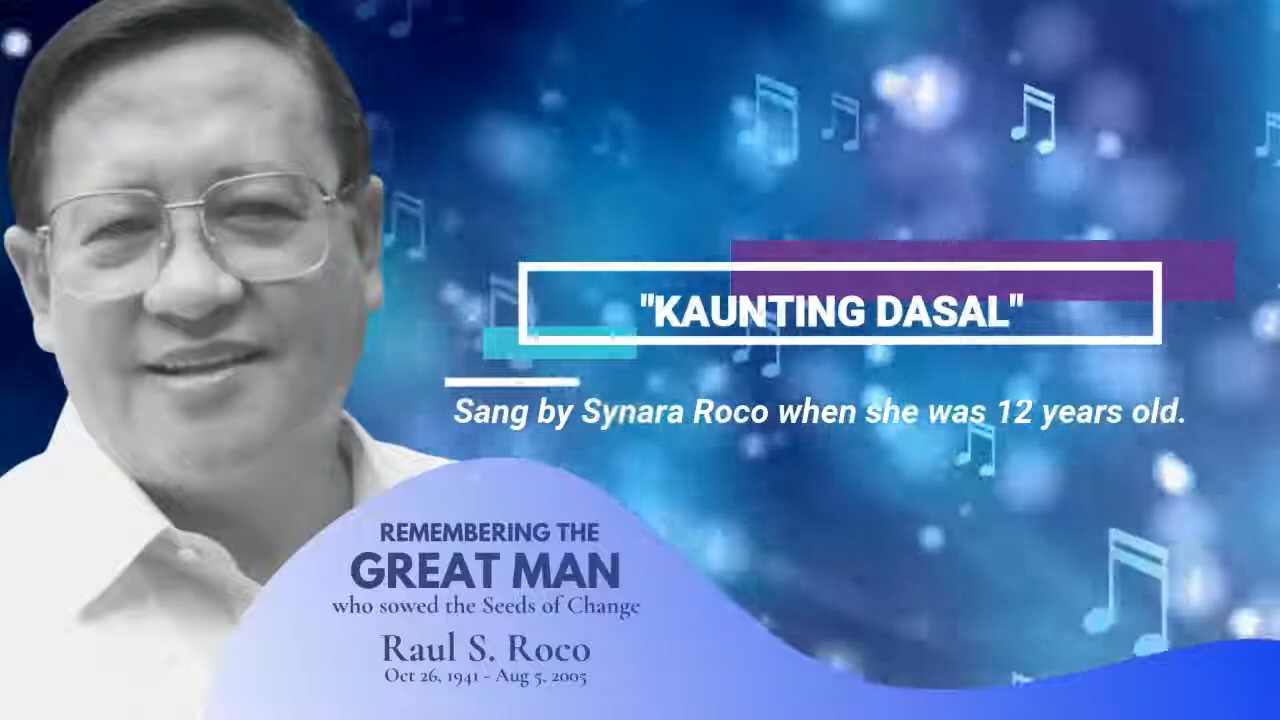 "KAUNTING DASAL"
Sang by Synara Roco when she was 12 years old.
REMEMBERING THE
GREAT MAN
who sowed the Seeds of Change
Raul S. Roco
Oct 26, 1941 - Aug 5, 2005